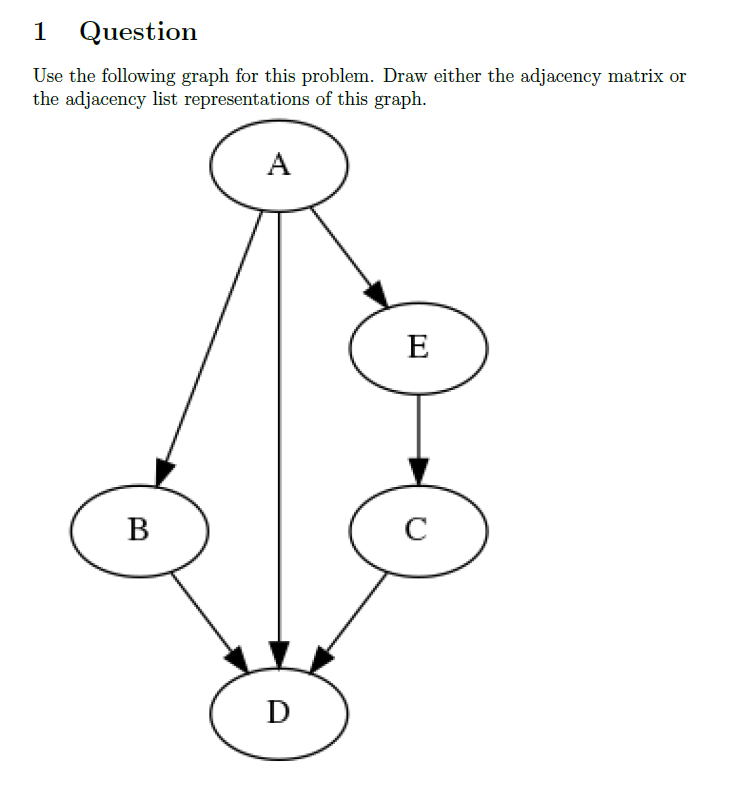 1 Question
Use the following graph for this problem. Draw either the adjacency matrix or
the adjacency list representations of this graph.
A
E
B
C
D